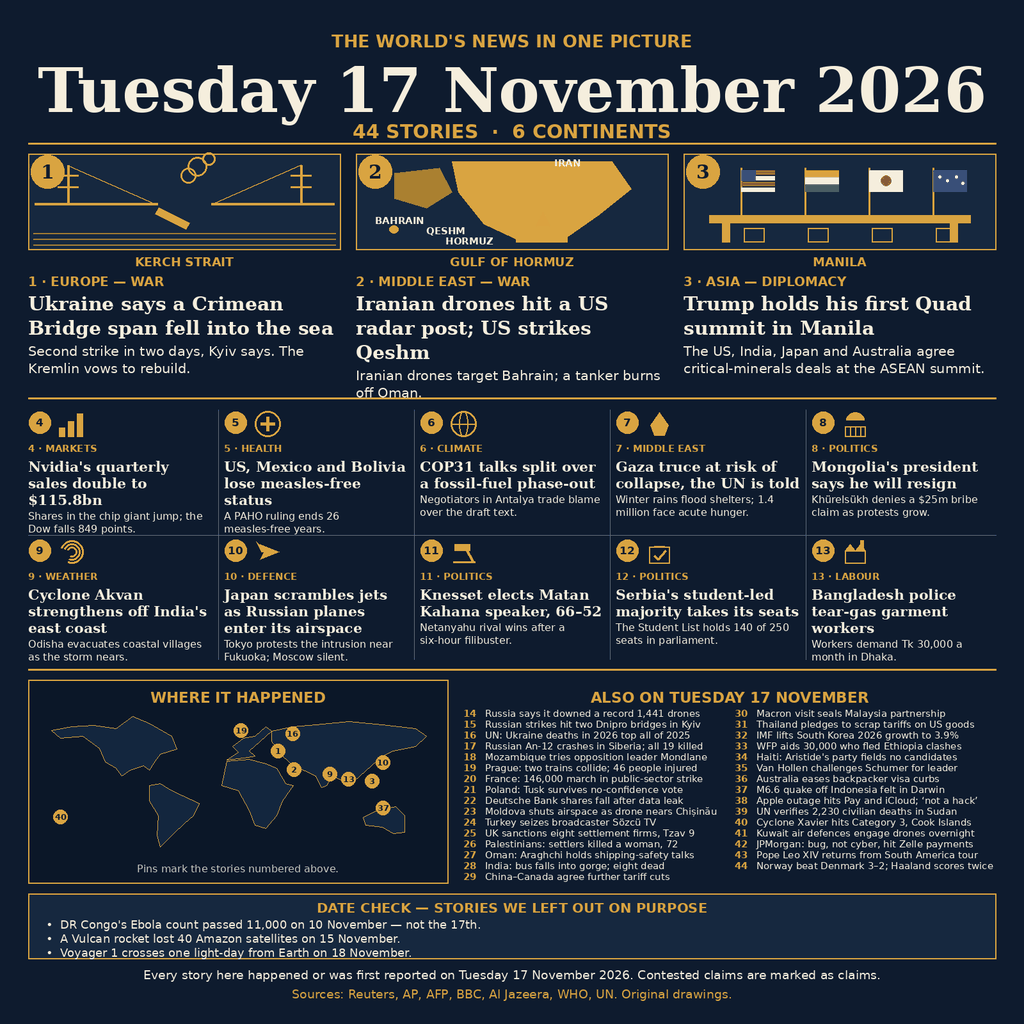 THE WORLD'S NEWS IN ONE PICTURE
Tuesday 17 November 2026
44 STORIES · 6 CONTINENTS
1
KERCH STRAIT
1 · EUROPE — WAR
Ukraine says a Crimean
Bridge span fell into the sea
Second strike in two days, Kyiv says. The
Kremlin vows to rebuild.
2
IRAN
BAHRAIN
QESHM
HORMUZ
GULF OF HORMUZ
2 · MIDDLE EAST — WAR
Iranian drones hit a US
radar post; US strikes
Qeshm
Iranian drones target Bahrain; a tanker burns
off Oman.
3
MANILA
3 · ASIA — DIPLOMACY
Trump holds his first Quad
summit in Manila
The US, India, Japan and Australia agree
critical-minerals deals at the ASEAN summit.
4
4 · MARKETS
Nvidia's quarterly
sales double to
$115.8bn
Shares in the chip giant jump; the
Dow falls 849 points.
5
5 · HEALTH
US, Mexico and Bolivia
lose measles-free
status
A PAHO ruling ends 26
measles-free years.
6
6 · CLIMATE
COP31 talks split over
a fossil-fuel phase-out
Negotiators in Antalya trade blame
over the draft text.
7
7 · MIDDLE EAST
Gaza truce at risk of
collapse, the UN is told
Winter rains flood shelters; 1.4
million face acute hunger.
8
8 · POLITICS
Mongolia's president
says he will resign
Khürelsükh denies a $25m bribe
claim as protests grow.
9
9 · WEATHER
Cyclone Akvan
strengthens off India's
east coast
Odisha evacuates coastal villages
as the storm nears.
10
10 · DEFENCE
Japan scrambles jets
as Russian planes
enter its airspace
Tokyo protests the intrusion near
Fukuoka; Moscow silent.
11
11 · POLITICS
Knesset elects Matan
Kahana speaker, 66–52
Netanyahu rival wins after a
six-hour filibuster.
12
12 · POLITICS
Serbia's student-led
majority takes its seats
The Student List holds 140 of 250
seats in parliament.
13
13 · LABOUR
Bangladesh police
tear-gas garment
workers
Workers demand Tk 30,000 a
month in Dhaka.
WHERE IT HAPPENED
19
16
1
2
9
13
10
3
37
40
Pins mark the stories numbered above.
ALSO ON TUESDAY 17 NOVEMBER
14 Russia says it downed a record 1,441 drones
15 Russian strikes hit two Dnipro bridges in Kyiv
16 UN: Ukraine deaths in 2026 top all of 2025
17 Russian An-12 crashes in Siberia; all 19 killed
18 Mozambique tries opposition leader Mondlane
19 Prague: two trains collide; 46 people injured
20 France: 146,000 march in public-sector strike
21 Poland: Tusk survives no-confidence vote
22 Deutsche Bank shares fall after data leak
23 Moldova shuts airspace as drone nears Chișinău
24 Turkey seizes broadcaster Sözcü TV
25 UK sanctions eight settlement firms, Tzav 9
26 Palestinians: settlers killed a woman, 72
27 Oman: Araghchi holds shipping-safety talks
28 India: bus falls into gorge; eight dead
29 China–Canada agree further tariff cuts
30 Macron visit seals Malaysia partnership
31 Thailand pledges to scrap tariffs on US goods
32 IMF lifts South Korea 2026 growth to 3.9%
33 WFP aids 30,000 who fled Ethiopia clashes
34 Haiti: Aristide's party fields no candidates
35 Van Hollen challenges Schumer for leader
36 Australia eases backpacker visa curbs
37 M6.6 quake off Indonesia felt in Darwin
38 Apple outage hits Pay and iCloud; ‘not a hack’
39 UN verifies 2,230 civilian deaths in Sudan
40 Cyclone Xavier hits Category 3, Cook Islands
41 Kuwait air defences engage drones overnight
42 JPMorgan: bug, not cyber, hit Zelle payments
43 Pope Leo XIV returns from South America tour
44 Norway beat Denmark 3–2; Haaland scores twice
DATE CHECK — STORIES WE LEFT OUT ON PURPOSE
• DR Congo's Ebola count passed 11,000 on 10 November — not the 17th.
• A Vulcan rocket lost 40 Amazon satellites on 15 November.
• Voyager 1 crosses one light-day from Earth on 18 November.
Every story here happened or was first reported on Tuesday 17 November 2026. Contested claims are marked as claims.
Sources: Reuters, AP, AFP, BBC, Al Jazeera, WHO, UN. Original drawings.